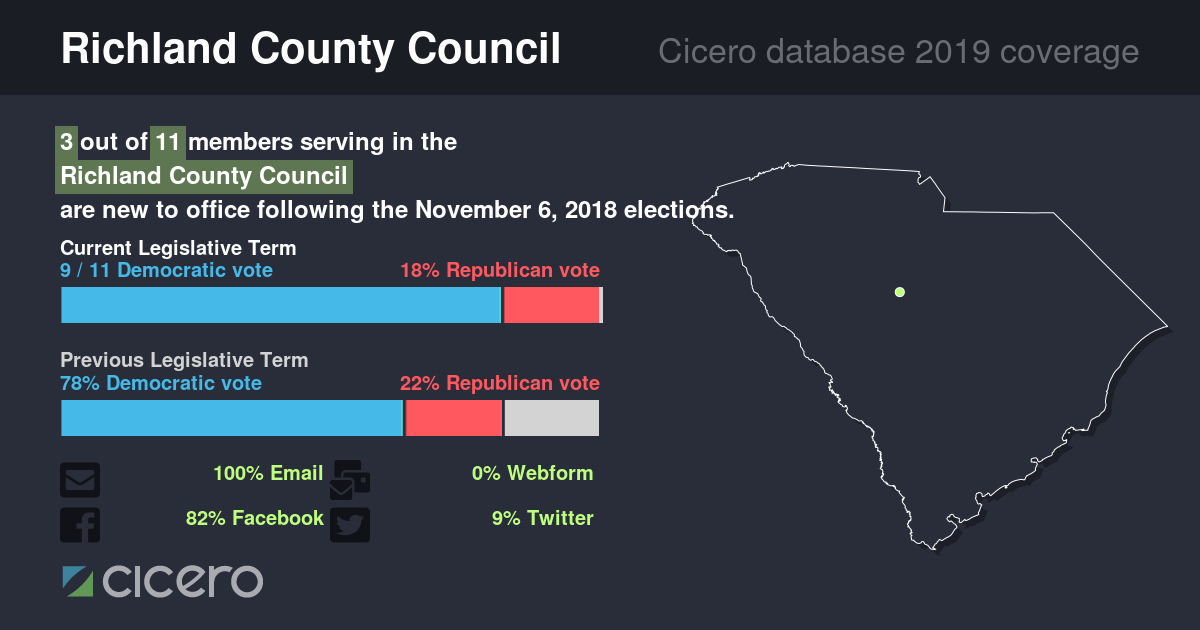 Richland County Council
Cicero database 2019 coverage
3 out of 11 members serving in the
Richland County Council
are new to office following the November 6, 2018 elections.
Current Legislative Term
9 / 11 Democratic vote
18% Republican vote
Previous Legislative Term
78% Democratic vote
22% Republican vote
100% Email
0% Webform
82% Facebook
9% Twitter
cicero